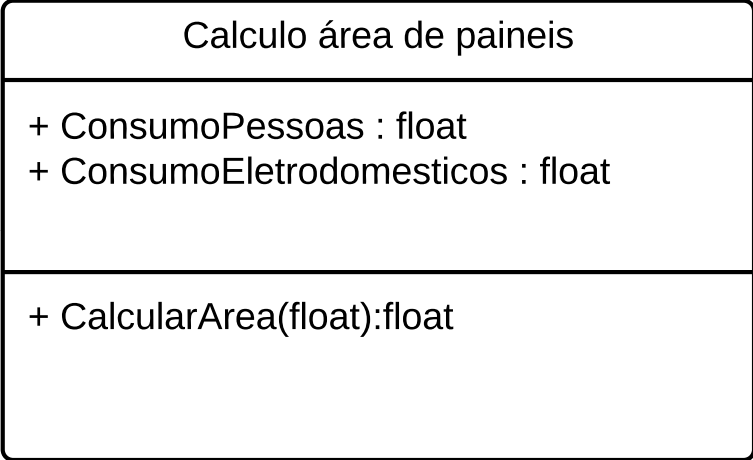 Calculo área de paineis
+ ConsumoPessoas : float
+ ConsumoEletrodomesticos : float
+ CalcularArea(float):float